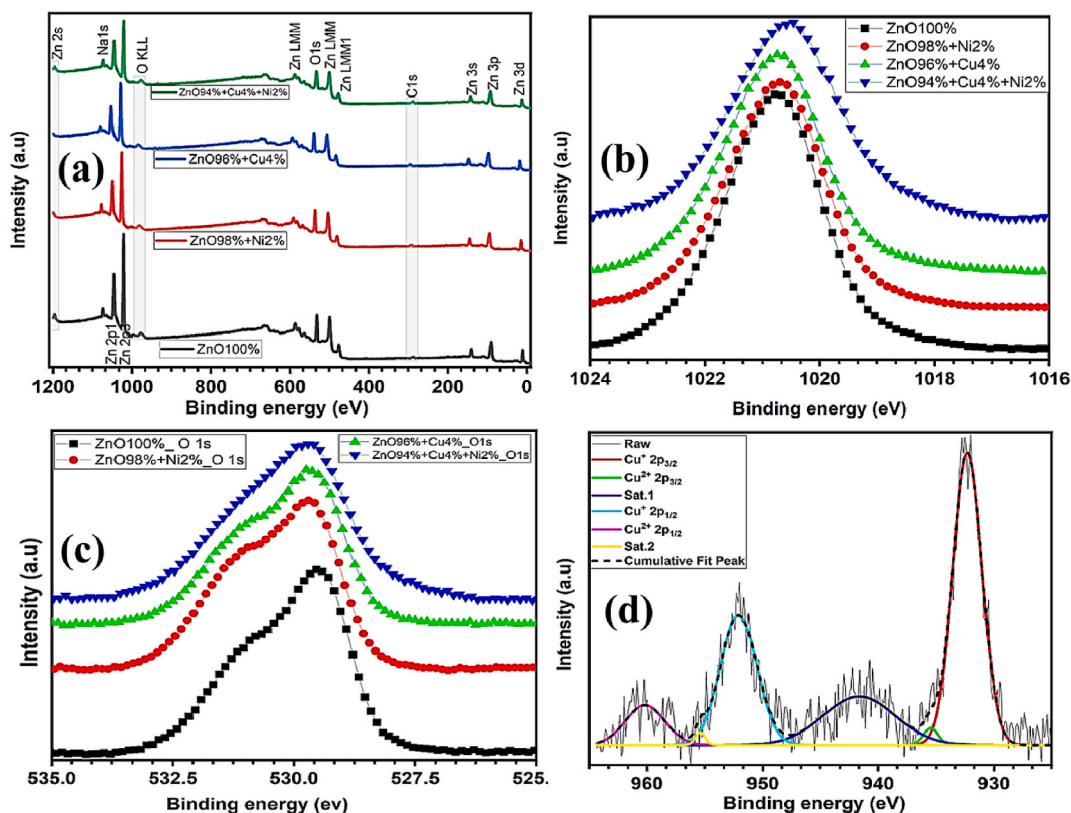 Zn 2s
Na1s
O KLL
Zn LMM
O1s
Zn LMM
Zn LMM1
C1s
Zn 3s
Zn 3p
Zn3d
ZnO94%+Cu4%+Ni2%
(a)
ZnO96%+Cu4%
ZnO98%+Ni2%
Zn 2p1
Zn 2p3
ZnO100%
Intensity (a.u)
1200 1000 800 600 400 200 0
Binding energy (eV)
ZnO100%
ZnO98%+Ni2%
ZnO96%+Cu4%
ZnO94%+Cu4%+Ni2%
(b)
Intensity (a.u)
1024 1022 1020 1018 1016
Binding energy (eV)
ZnO100%_O 1s
ZnO98%+Ni2%_O 1s
ZnO96%+Cu4%_O1s
ZnO94%+Cu4%+Ni2%_O1s
(c)
Intensity (a.u)
535.0 532.5 530.0 527.5 525.
Binding energy (ev)
Raw
Cu⁺ 2p₃/₂
Cu²⁺ 2p₃/₂
Sat.1
Cu⁺ 2p₁/₂
Cu²⁺ 2p₁/₂
Sat.2
Cumulative Fit Peak
(d)
Intensity (a.u)
960 950 940 930
Binding energy (eV)